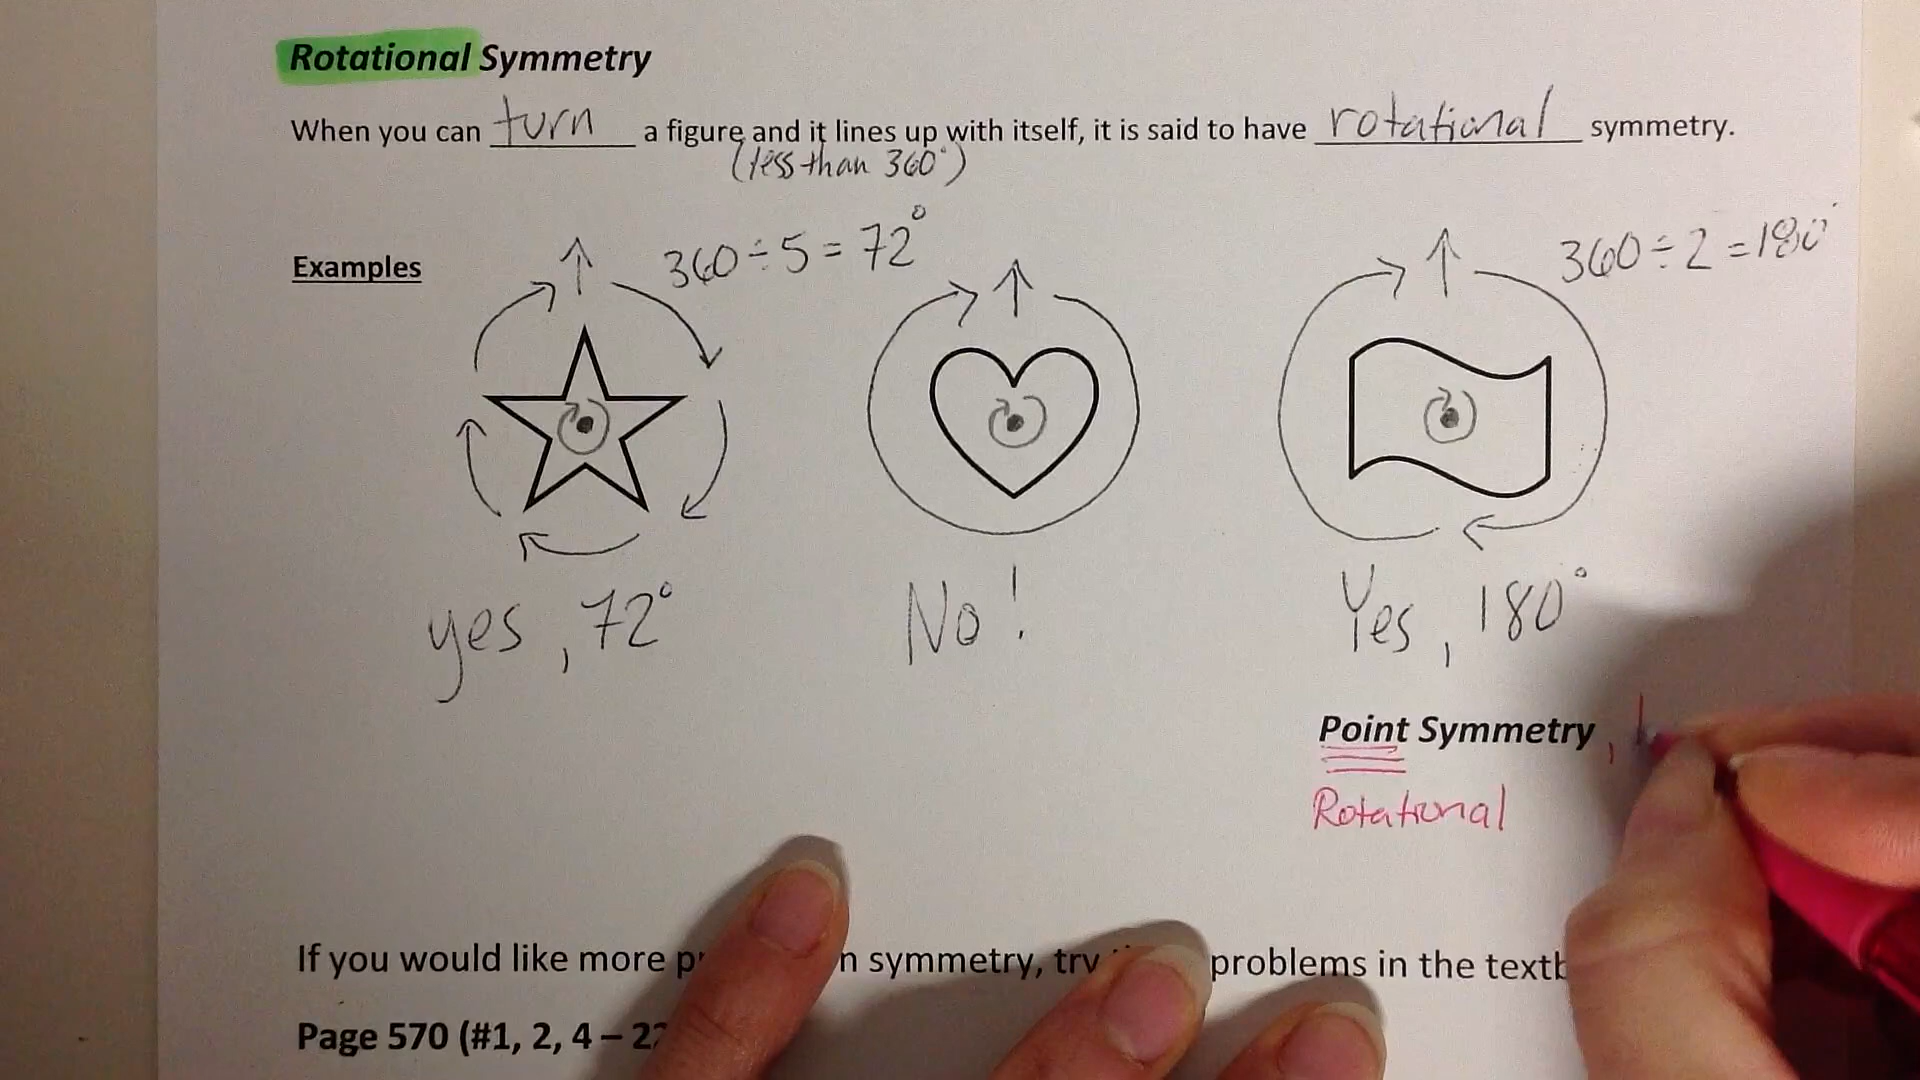 Rotational Symmetry
When you can turn a figure and it lines up with itself, it is said to have rotational symmetry.
(less than 360°)
Examples
360 ÷ 5 = 72°
360 ÷ 2 = 180°
yes, 72°
No!
Yes, 180°
Point Symmetry,
Rotational
If you would like more symmetry, try problems in the
Page 570 (#1, 2, 4 –